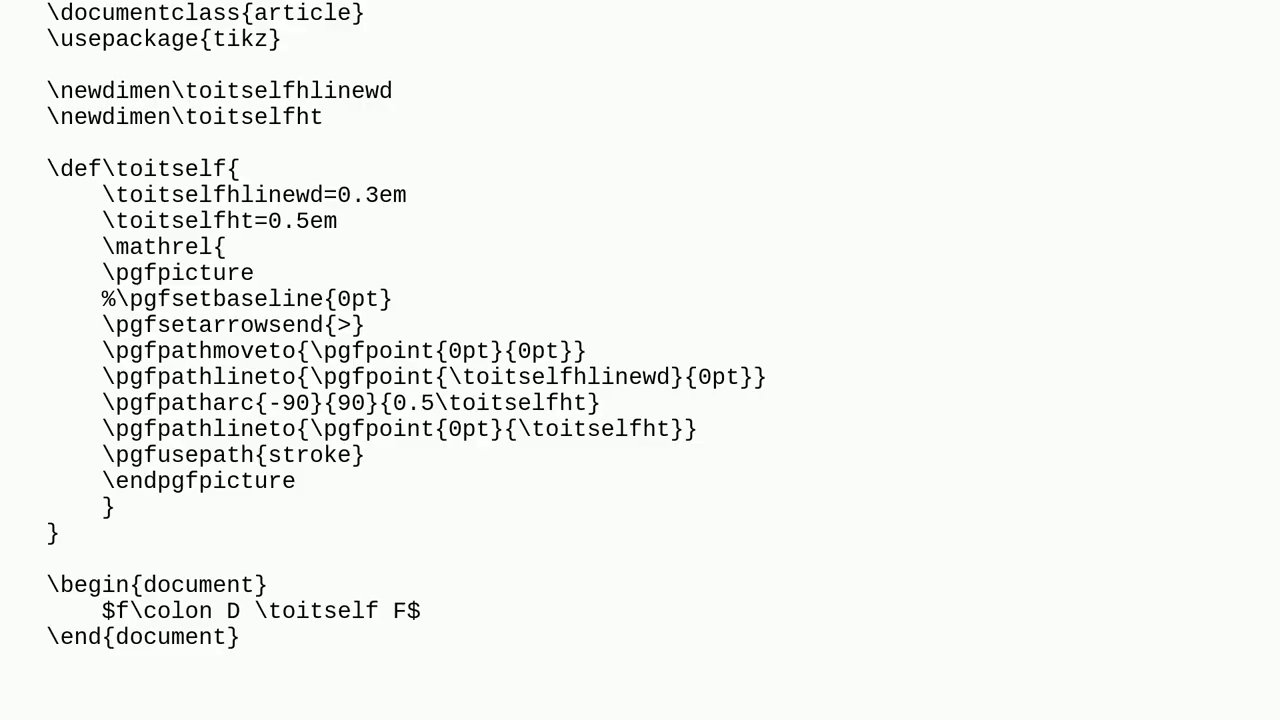 \documentclass{article}
\usepackage{tikz}

\newdimen\toitselfhlinewd
\newdimen\toitselfht

\def\toitself{
    \toitselfhlinewd=0.3em
    \toitselfht=0.5em
    \mathrel{
    \pgfpicture
    %\pgfsetbaseline{0pt}
    \pgfsetarrowsend{>}
    \pgfpathmoveto{\pgfpoint{0pt}{0pt}}
    \pgfpathlineto{\pgfpoint{\toitselfhlinewd}{0pt}}
    \pgfpatharc{-90}{90}{0.5\toitselfht}
    \pgfpathlineto{\pgfpoint{0pt}{\toitselfht}}
    \pgfusepath{stroke}
    \endpgfpicture
    }
}

\begin{document}
    $f\colon D \toitself F$
\end{document}